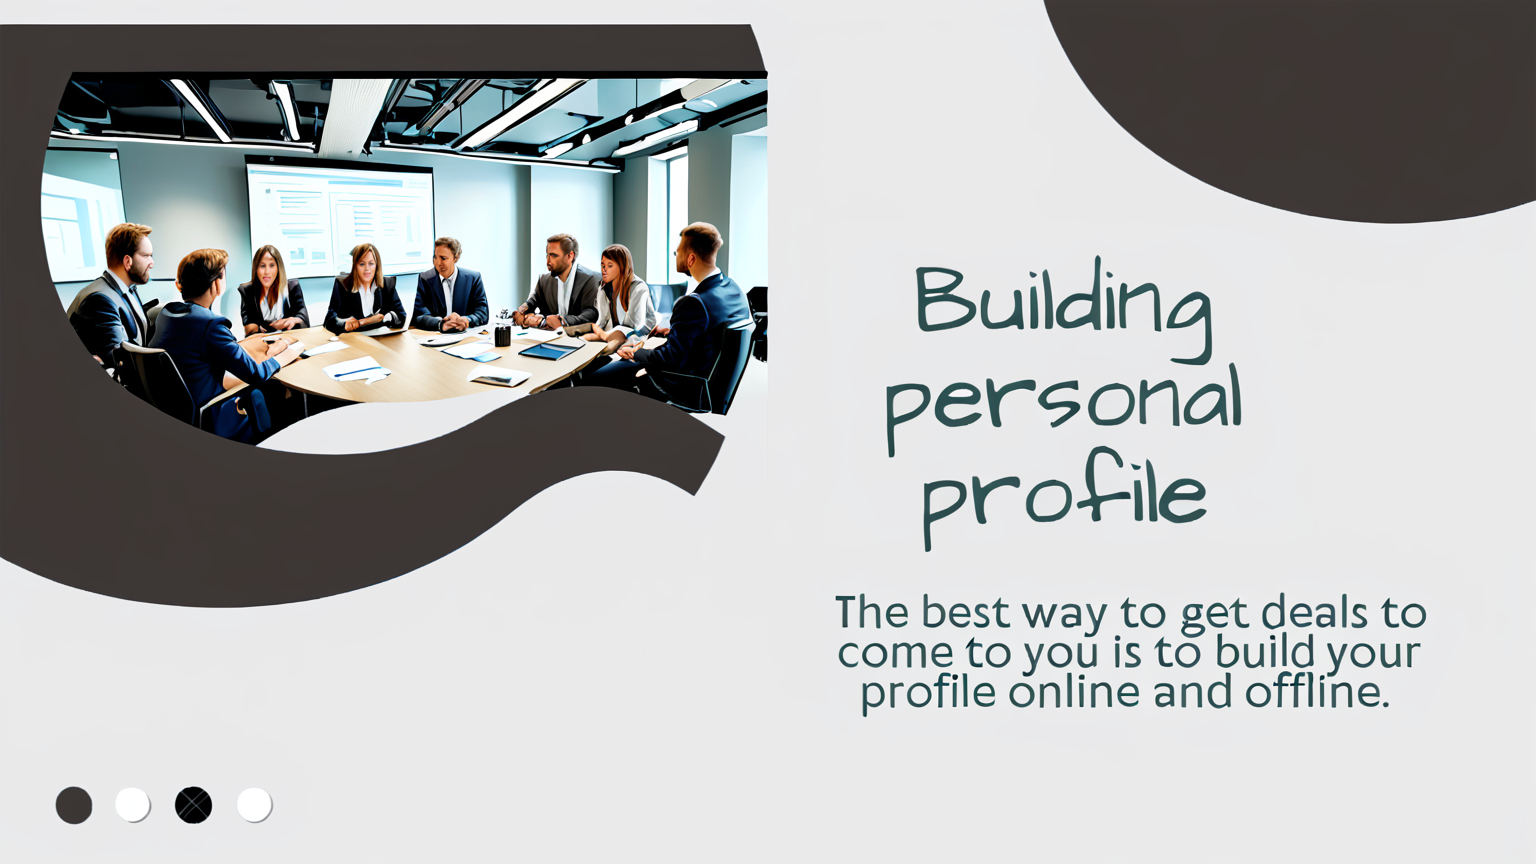 Building
personal
profile
The best way to get deals to
come to you is to build your
profile online and offline.